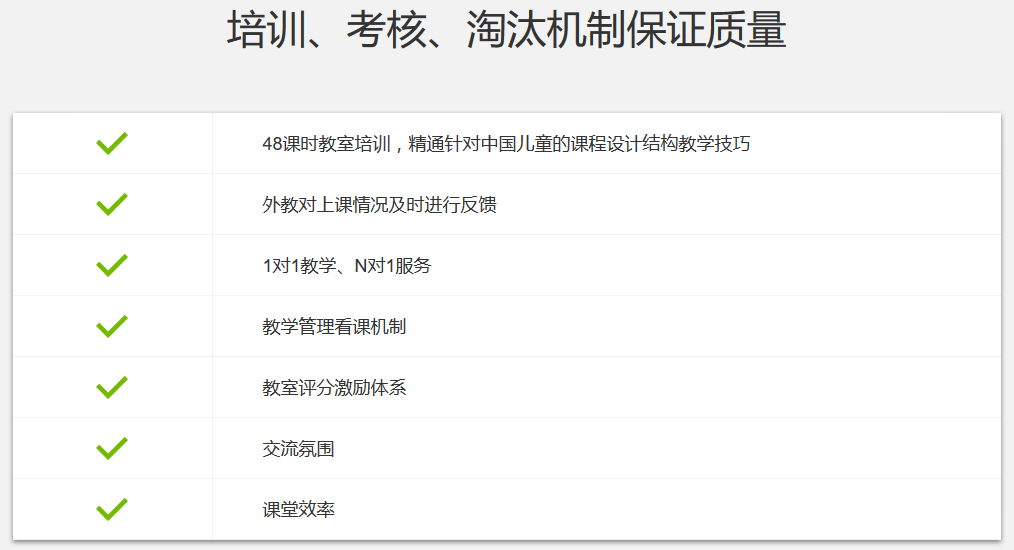 培训、考核、淘汰机制保证质量
48课时教室培训，精通针对中国儿童的课程设计结构教学技巧
外教对上课情况及时进行反馈
1对1教学、N对1服务
教学管理看课机制
教室评分激励体系
交流氛围
课堂效率